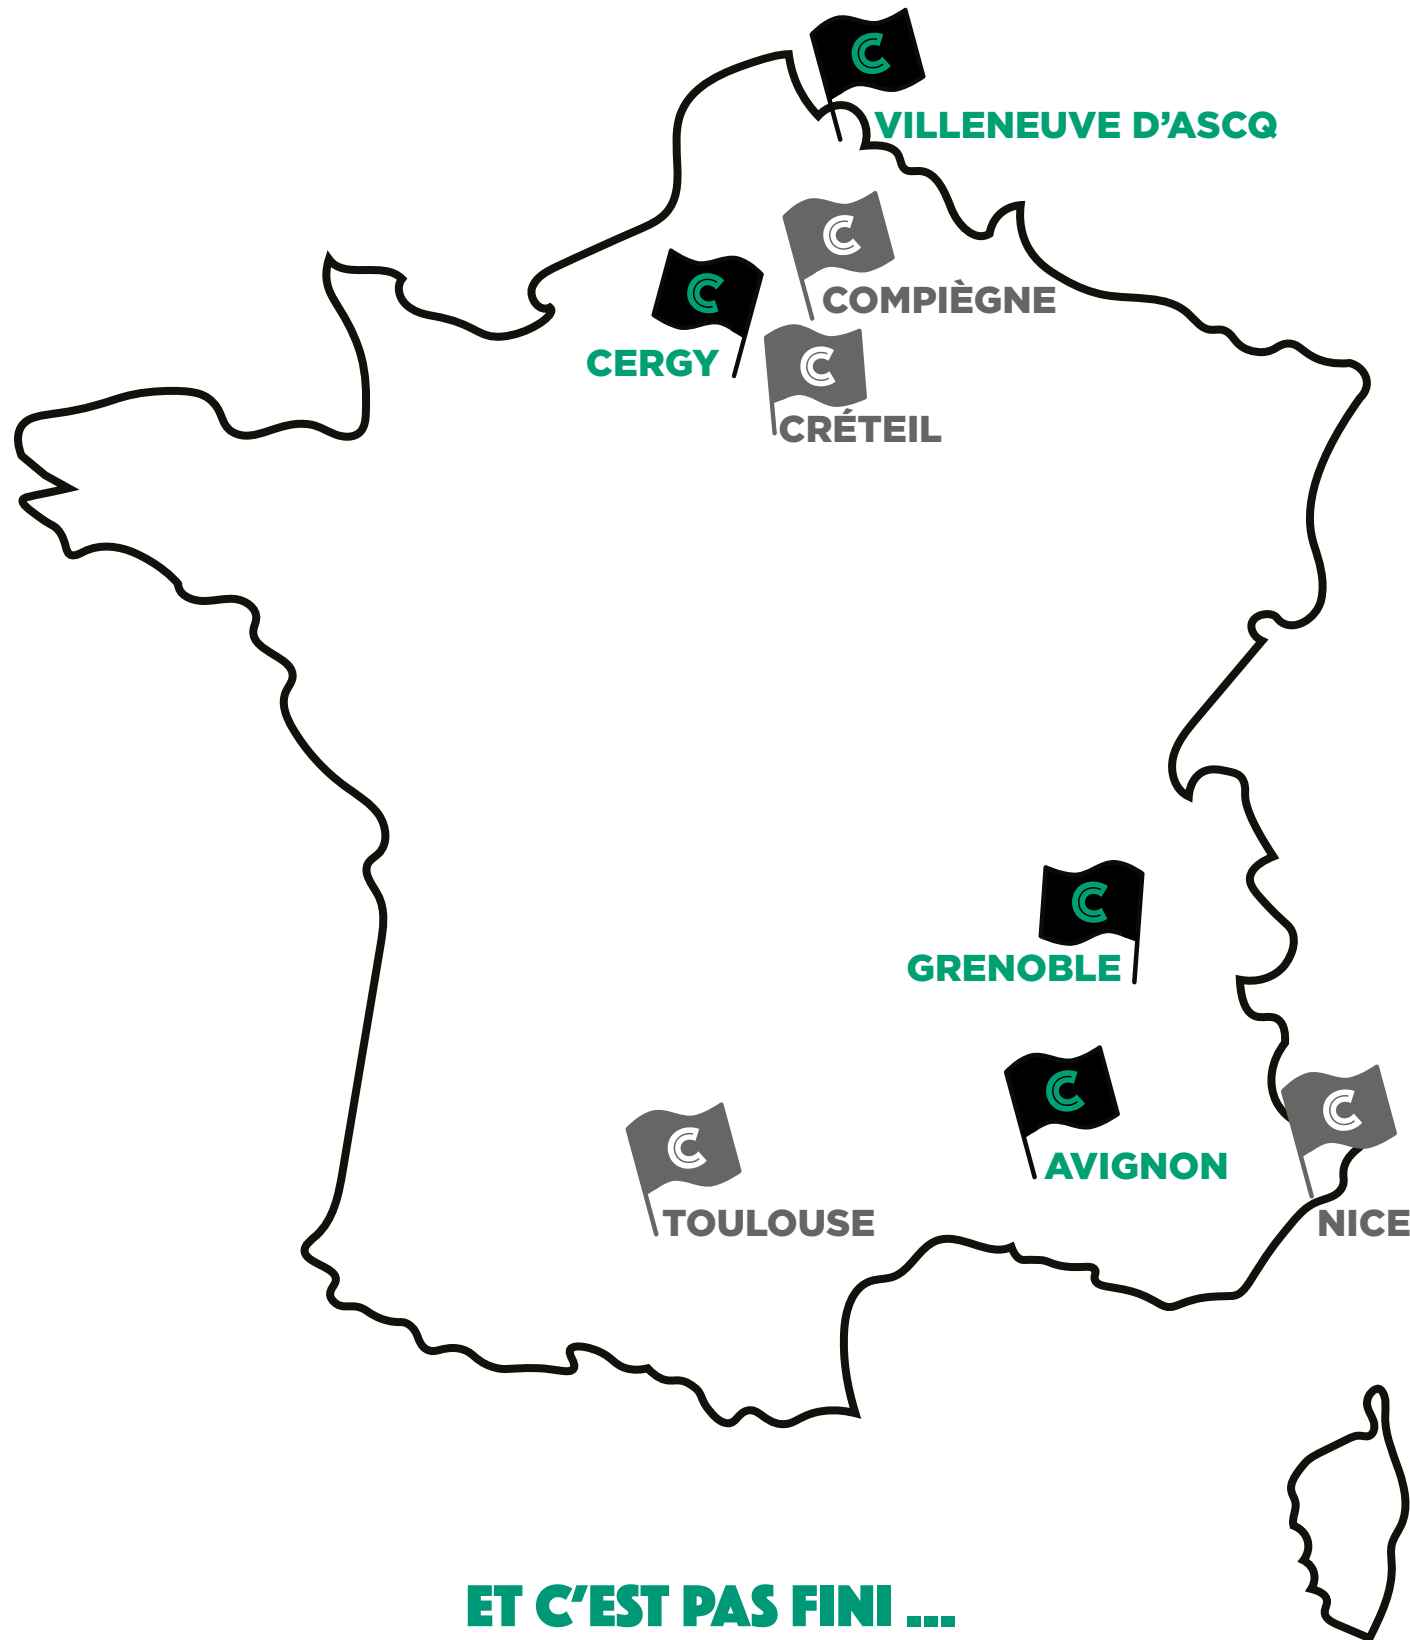 C
VILLENEUVE D’ASCQ
C
COMPIÈGNE
C
CERGY
C
CRÉTEIL
C
GRENOBLE
C
AVIGNON
C
NICE
C
TOULOUSE
ET C’EST PAS FINI ...